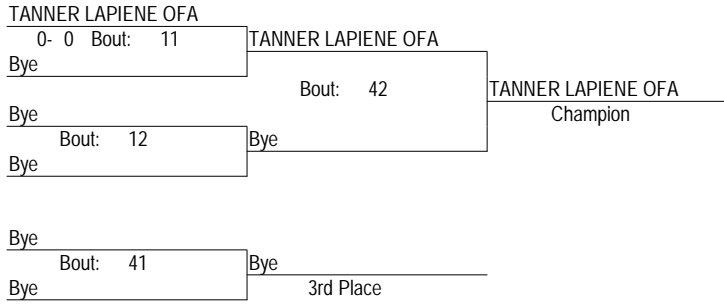 TANNER LAPIENE OFA
0- 0 Bout: 11
TANNER LAPIENE OFA
Bye
Bout: 42
TANNER LAPIENE OFA
Bye
Champion
Bout: 12
Bye
Bye
Bye
Bout: 41
Bye
Bye
3rd Place